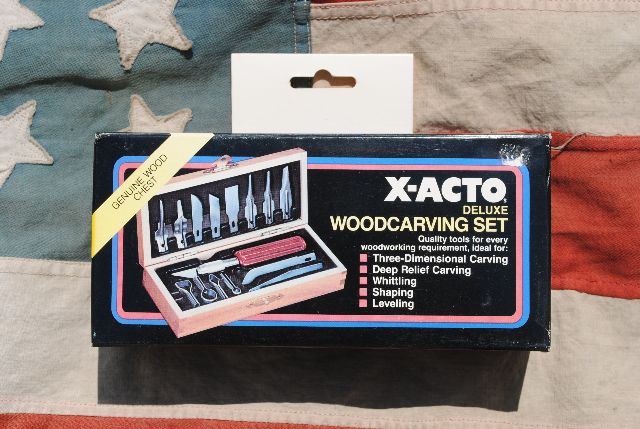 GENUINE WOOD
CHEST
X-ACTO
DELUXE
WOODCARVING SET
Quality tools for every
woodworking requirement, ideal for:
Three-Dimensional Carving
Deep Relief Carving
Whittling
Shaping
Leveling